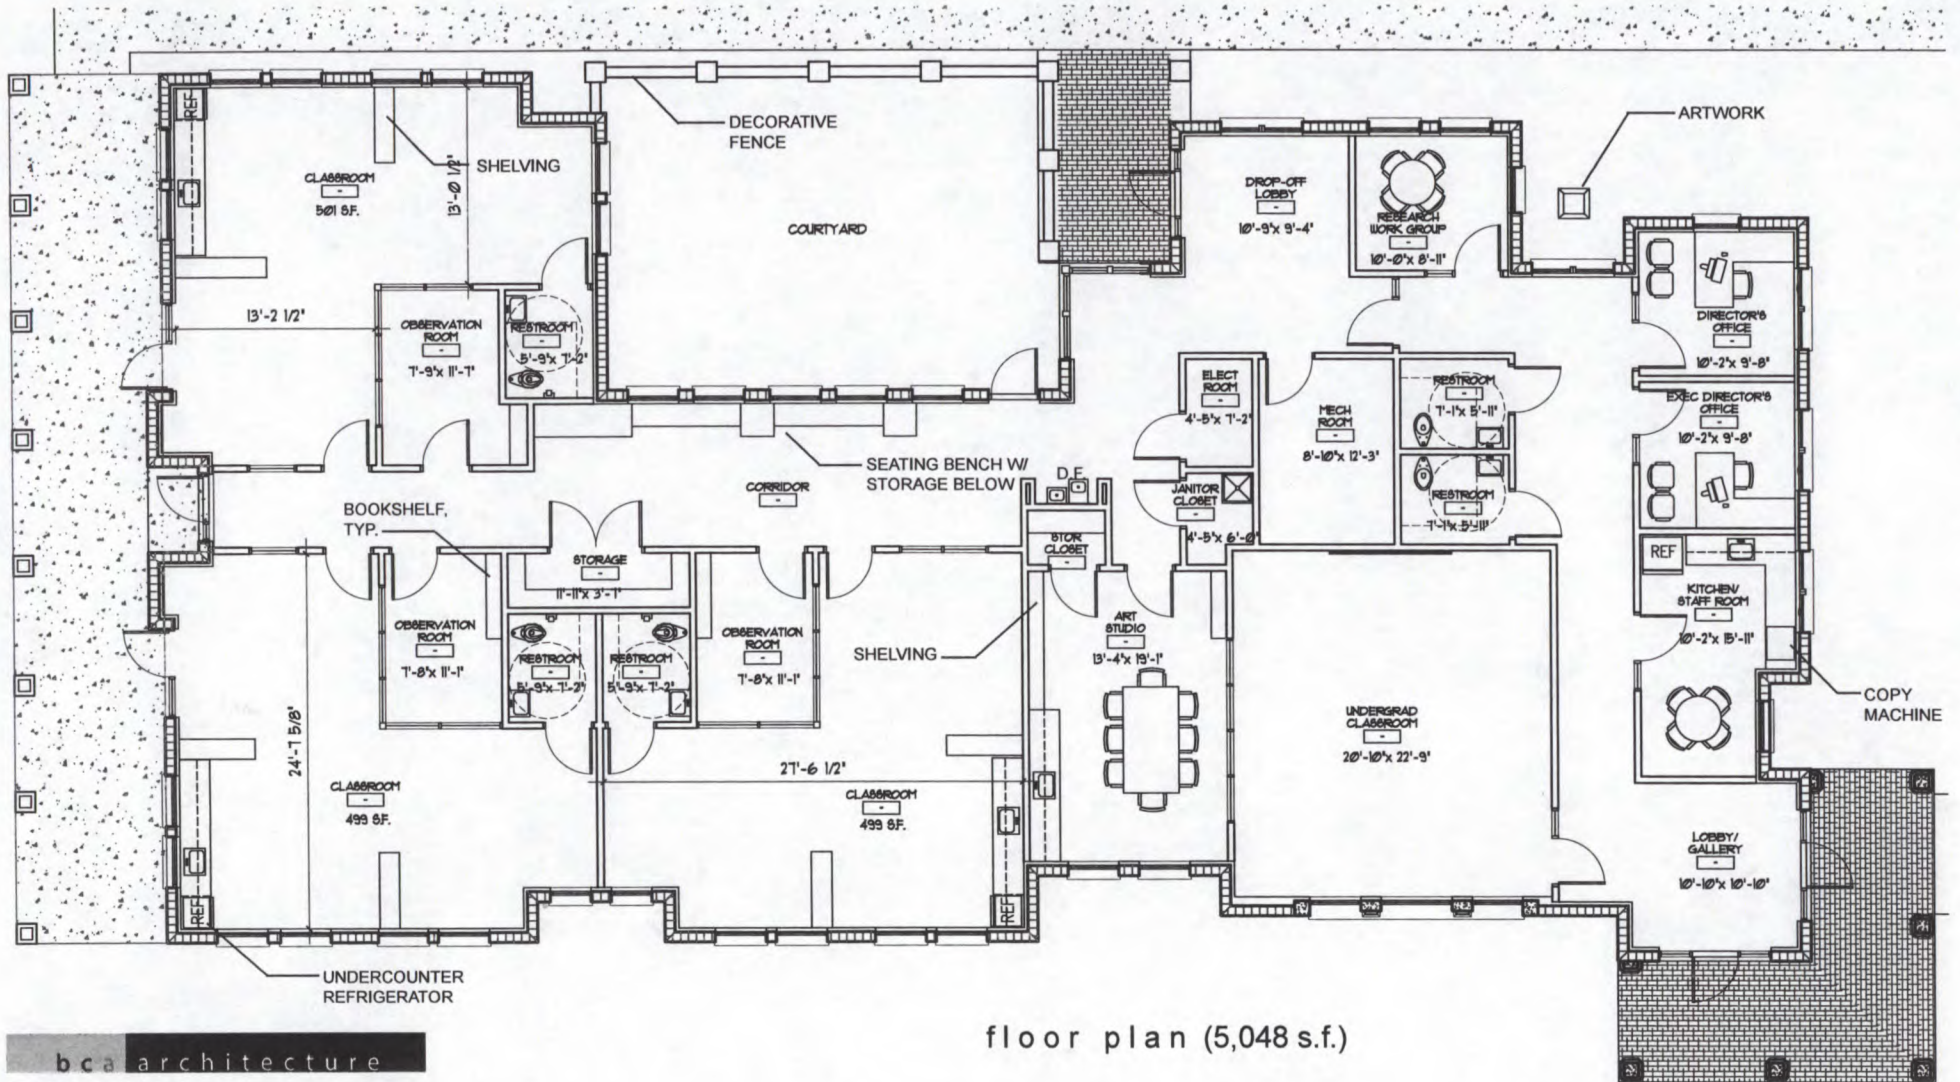 REF
CLASSROOM
501 S.F.
SHELVING
13'-0 1/2"
13'-2 1/2"
OBSERVATION
ROOM
7'-9"x 11'-7"
RESTROOM
5'-9"x 7'-2"
DECORATIVE
FENCE
COURTYARD
DROP-OFF
LOBBY
10'-9"x 9'-4"
RESEARCH
WORK GROUP
10'-0"x 8'-11"
ARTWORK
DIRECTOR'S
OFFICE
10'-2"x 9'-8"
EXEC DIRECTOR'S
OFFICE
10'-2"x 9'-8"
ELECT
ROOM
4'-5"x 7'-2"
MECH
ROOM
8'-10"x 12'-3"
RESTROOM
7'-1"x 5'-11"
RESTROOM
7'-1"x 5'-11"
SEATING BENCH W/
STORAGE BELOW
D.F.
CORRIDOR
JANITOR
CLOSET
4'-5"x 6'-0"
STOR
CLOSET
BOOKSHELF,
TYP.
STORAGE
11'-11"x 3'-7"
OBSERVATION
ROOM
7'-8"x 11'-1"
RESTROOM
5'-9"x 7'-2"
RESTROOM
5'-9"x 7'-2"
OBSERVATION
ROOM
7'-8"x 11'-1"
SHELVING
ART
STUDIO
13'-4"x 19'-1"
REF
KITCHEN/
STAFF ROOM
10'-2"x 15'-11"
COPY
MACHINE
UNDERGRAD
CLASSROOM
20'-10"x 22'-9"
24'-7 5/8"
27'-6 1/2"
CLASSROOM
499 S.F.
CLASSROOM
499 S.F.
LOBBY/
GALLERY
10'-10"x 10'-10"
REF
REF
UNDERCOUNTER
REFRIGERATOR
bca architecture
floor plan (5,048 s.f.)